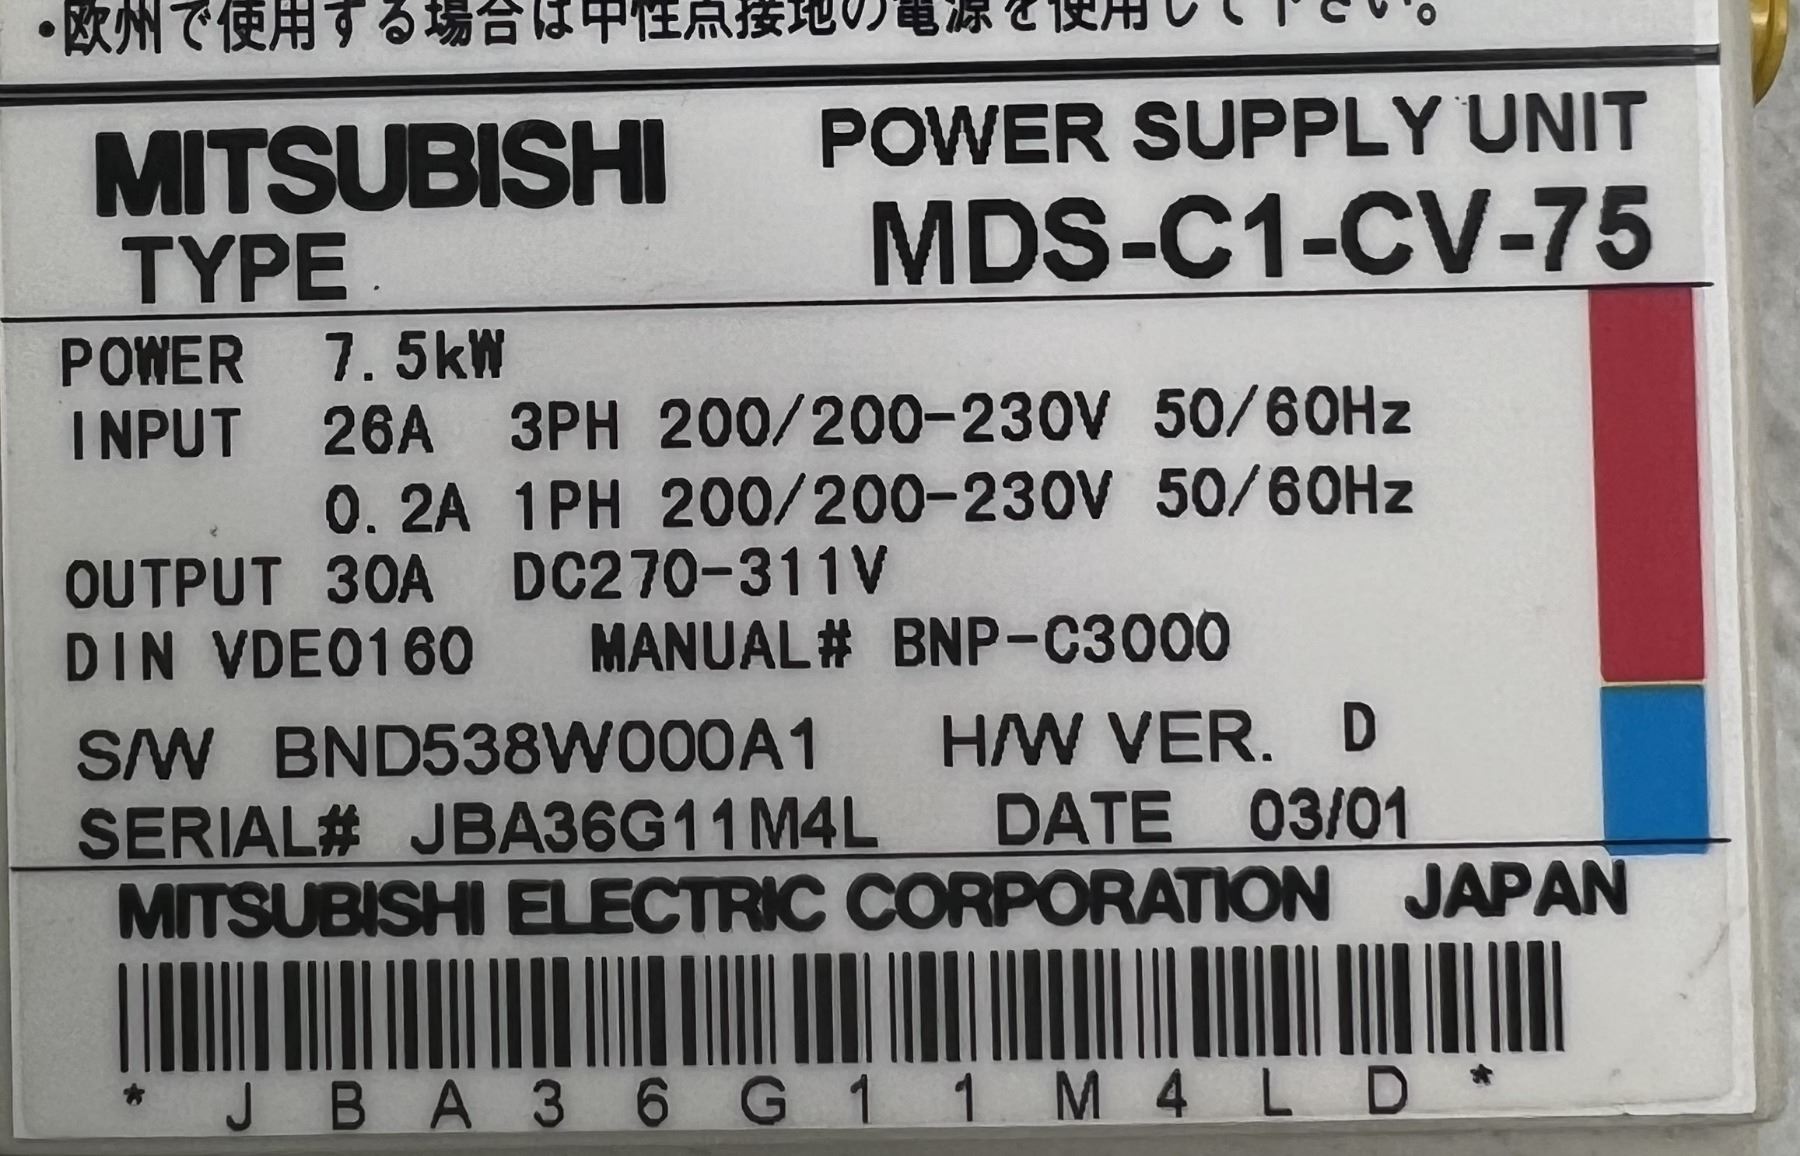 ・欧州で使用する場合は中性点接地の電源を使用して下さい。
MITSUBISHI POWER SUPPLY UNIT
TYPE MDS-C1-CV-75
POWER 7.5kW
INPUT 26A 3PH 200/200-230V 50/60Hz
0.2A 1PH 200/200-230V 50/60Hz
OUTPUT 30A DC270-311V
DIN VDE0160 MANUAL# BNP-C3000
S/W BND538W000A1 H/W VER. D
SERIAL# JBA36G11M4L DATE 03/01
MITSUBISHI ELECTRIC CORPORATION JAPAN
* J B A 3 6 G 1 1 M 4 L D *